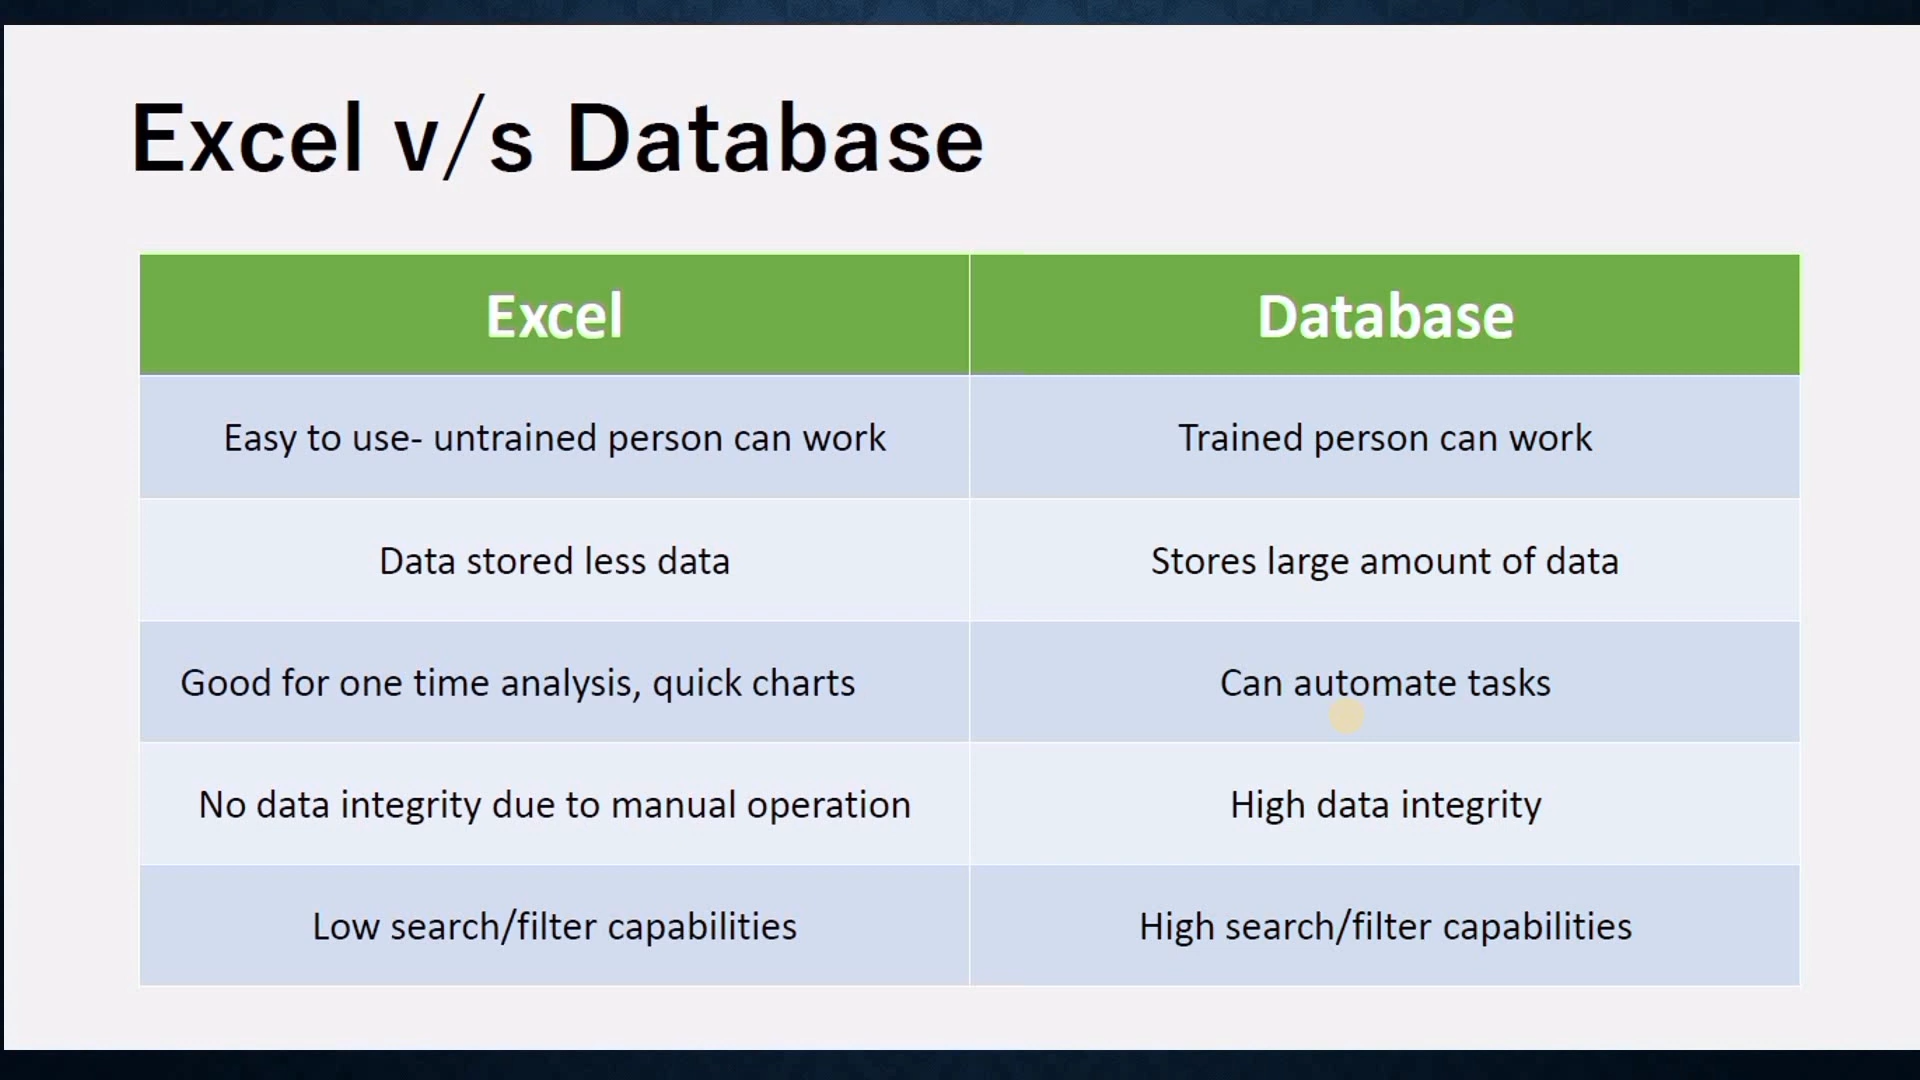 Excel v/s Database
Excel
Database
Easy to use- untrained person can work
Trained person can work
Data stored less data
Stores large amount of data
Good for one time analysis, quick charts
Can automate tasks
No data integrity due to manual operation
High data integrity
Low search/filter capabilities
High search/filter capabilities